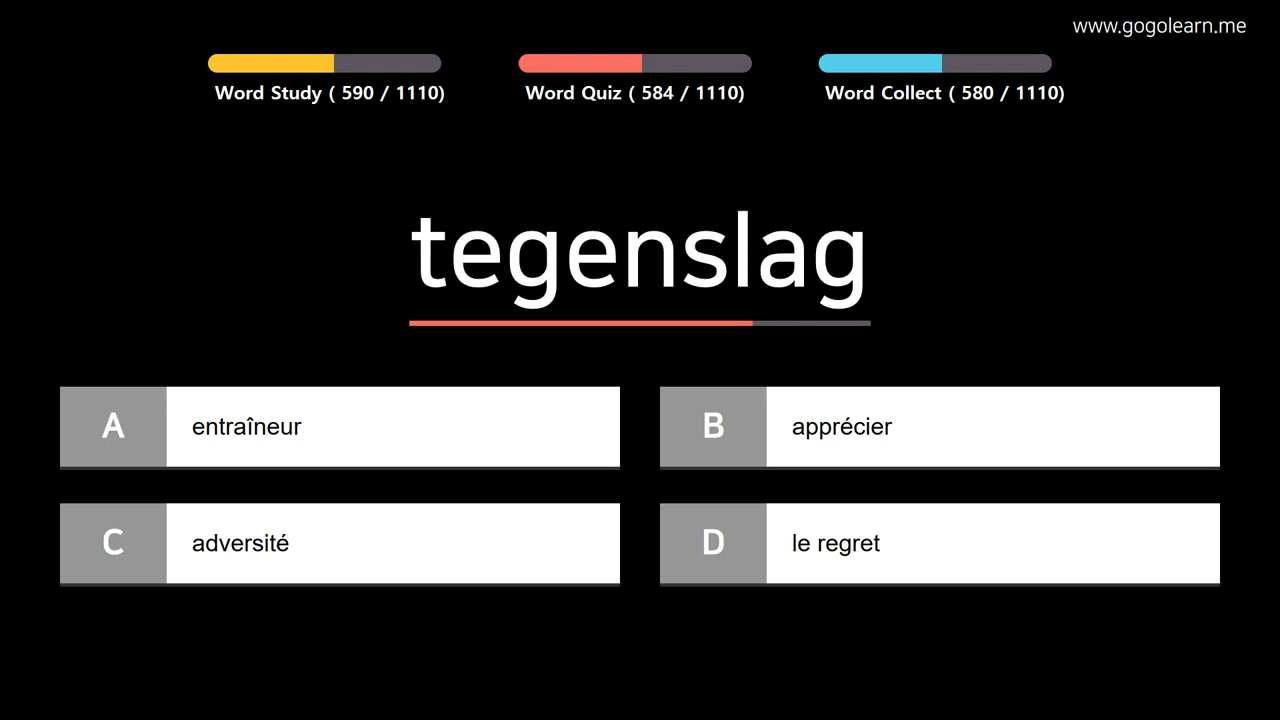 www.gogolearn.me
Word Study ( 590 / 1110)
Word Quiz ( 584 / 1110)
Word Collect ( 580 / 1110)
tegenslag
A entraîneur
B apprécier
C adversité
D le regret